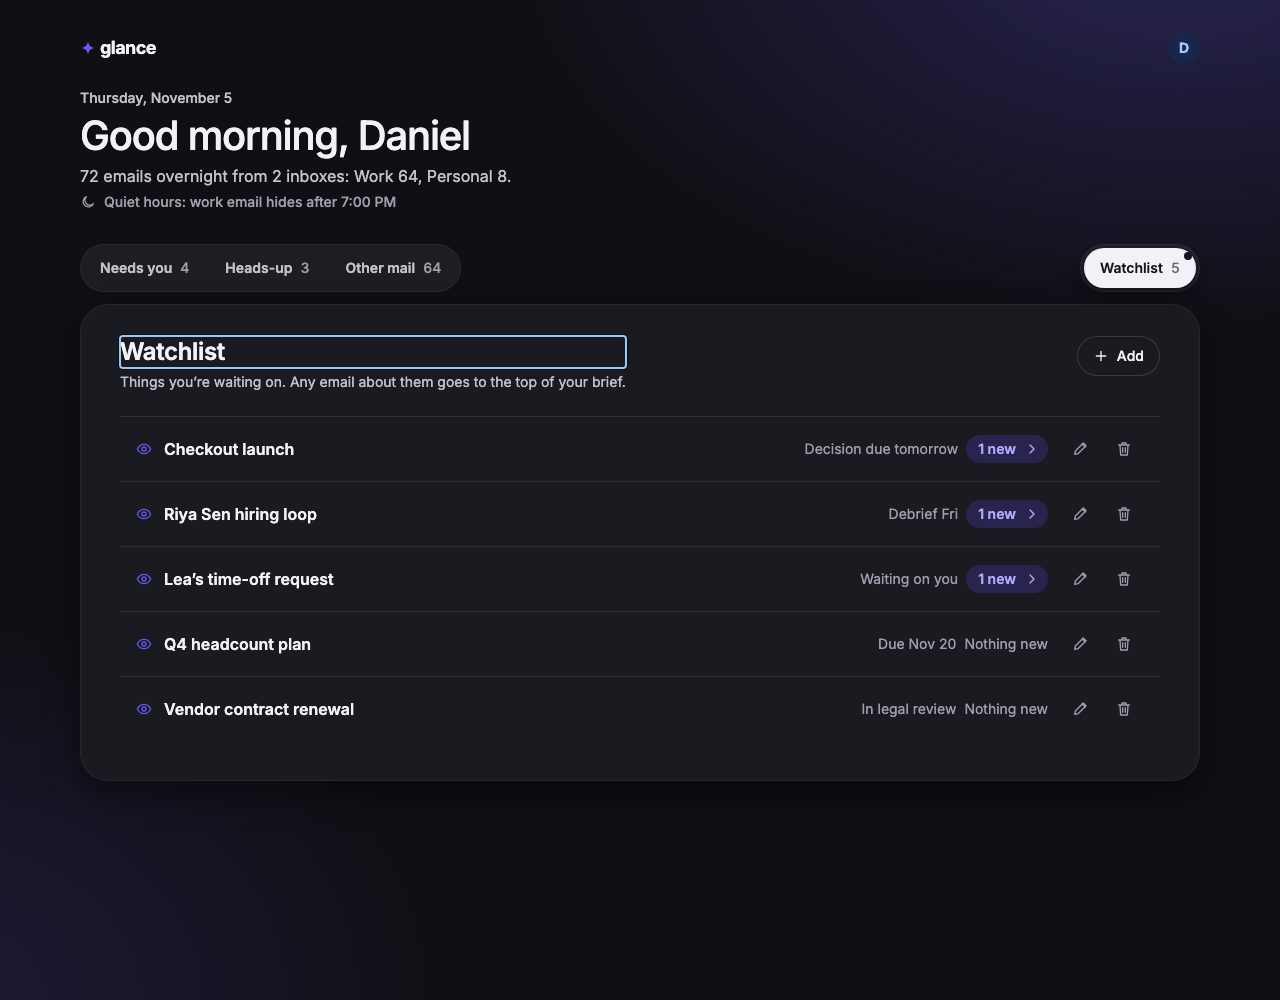 glance
D
Thursday, November 5
Good morning, Daniel
72 emails overnight from 2 inboxes: Work 64, Personal 8.
Quiet hours: work email hides after 7:00 PM
Needs you 4 Heads-up 3 Other mail 64 Watchlist 5
Watchlist
+ Add
Things you’re waiting on. Any email about them goes to the top of your brief.
Checkout launch Decision due tomorrow 1 new
Riya Sen hiring loop Debrief Fri 1 new
Lea’s time-off request Waiting on you 1 new
Q4 headcount plan Due Nov 20 Nothing new
Vendor contract renewal In legal review Nothing new